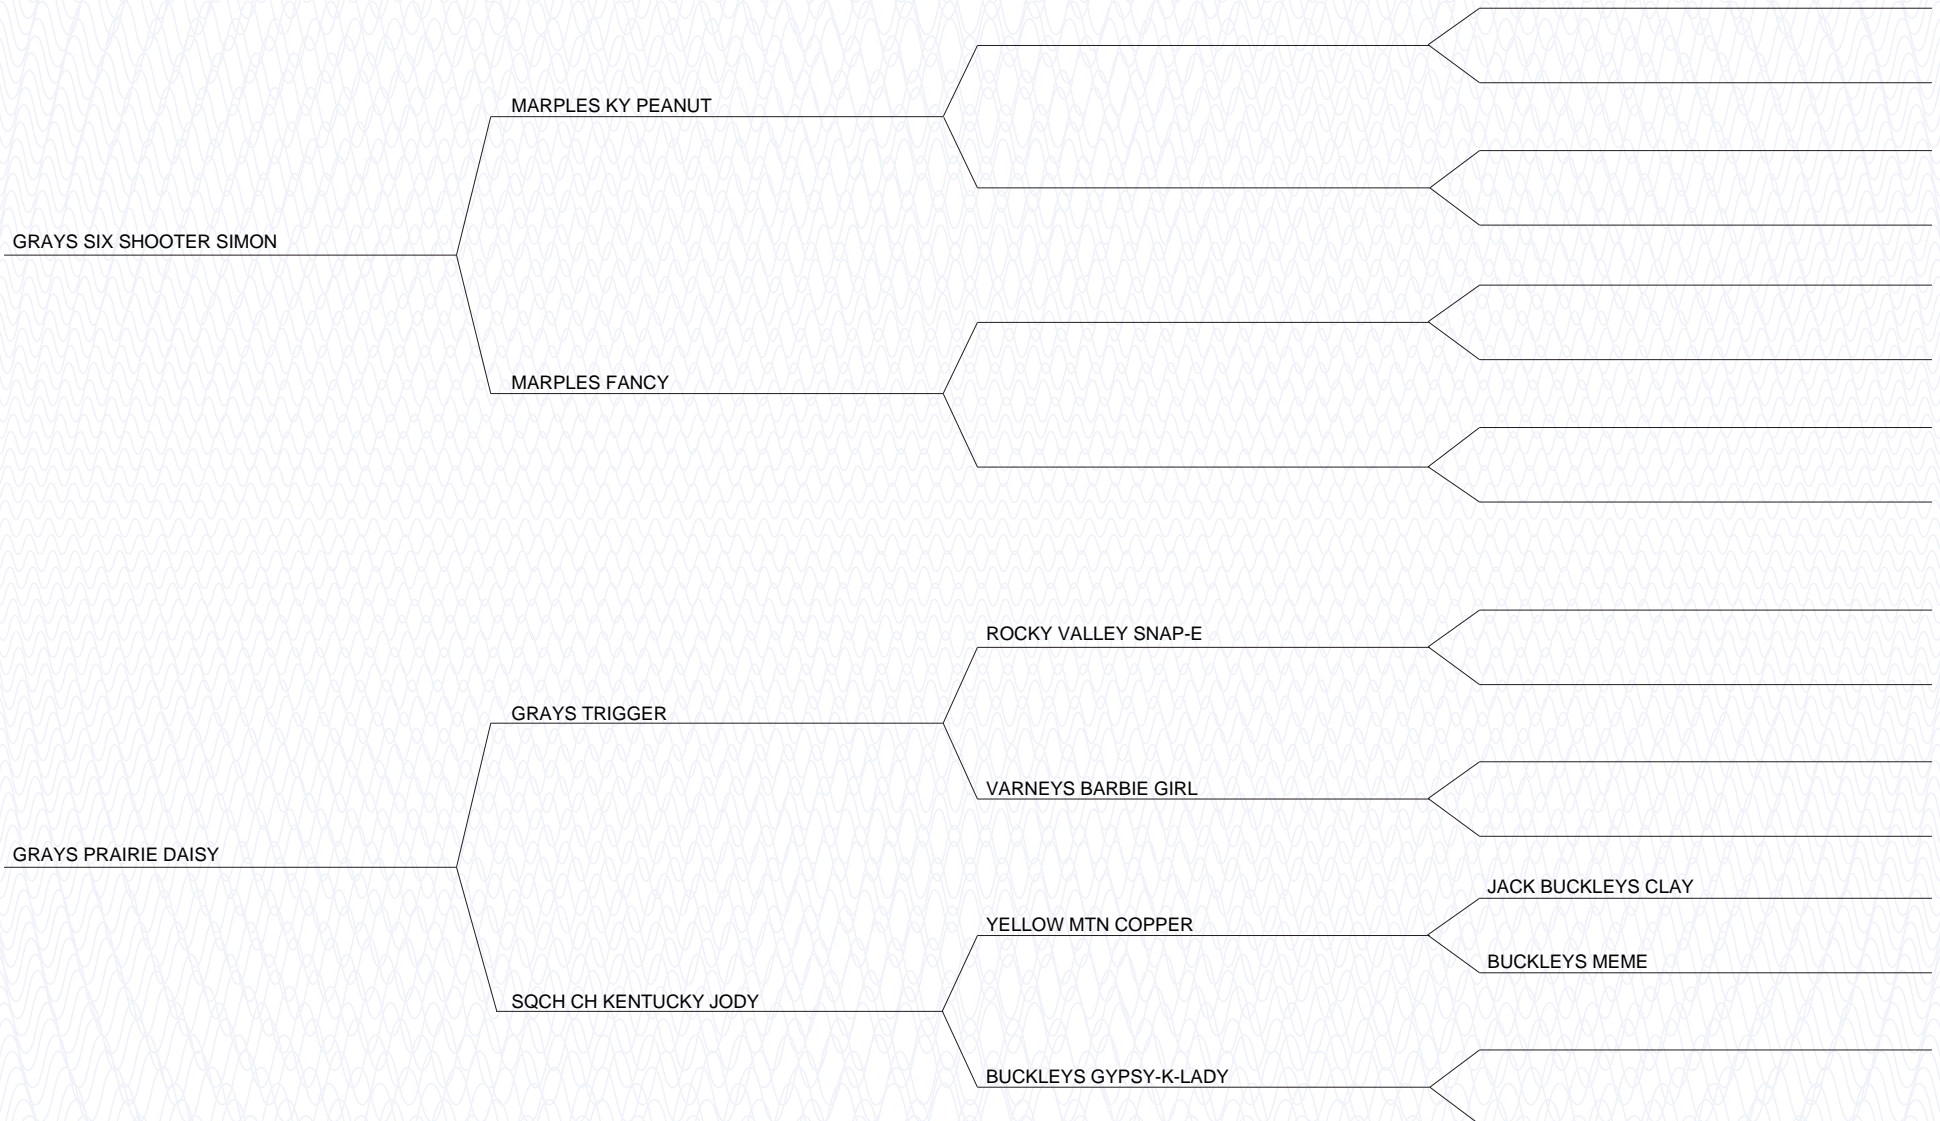 MARPLES KY PEANUT
GRAYS SIX SHOOTER SIMON
MARPLES FANCY
ROCKY VALLEY SNAP-E
GRAYS TRIGGER
VARNEYS BARBIE GIRL
GRAYS PRAIRIE DAISY
JACK BUCKLEYS CLAY
YELLOW MTN COPPER
BUCKLEYS MEME
SQCH CH KENTUCKY JODY
BUCKLEYS GYPSY-K-LADY